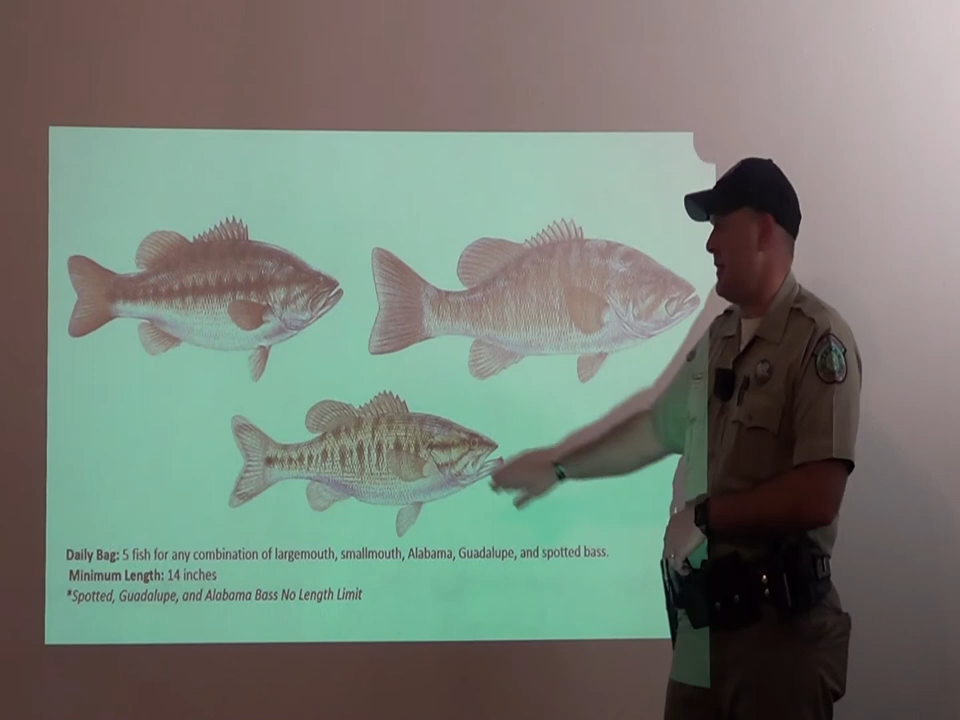 Daily Bag: 5 fish for any combination of largemouth, smallmouth, Alabama, Guadalupe, and spotted bass.
Minimum Length: 14 inches
*Spotted, Guadalupe, and Alabama Bass No Length Limit